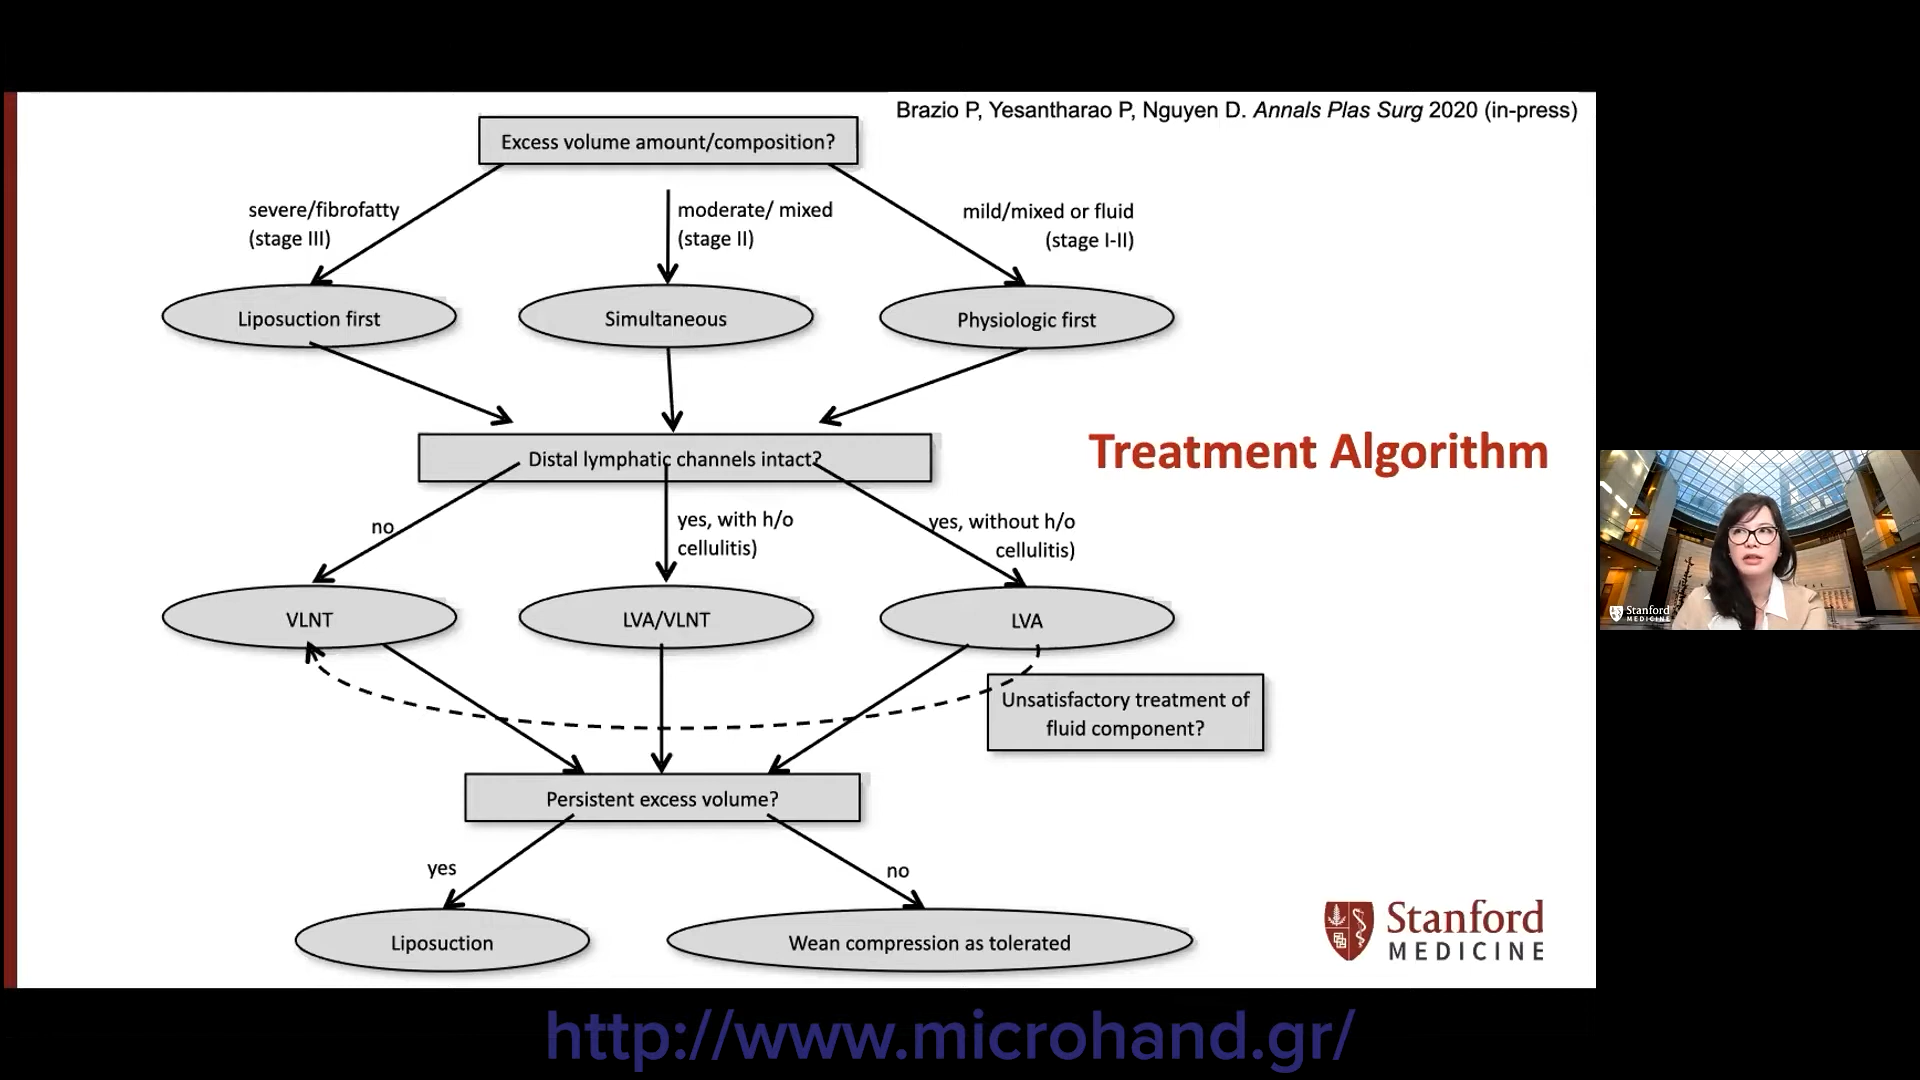 Brazio P, Yesantharao P, Nguyen D. Annals Plas Surg 2020 (in-press)
Excess volume amount/composition?
severe/fibrofatty
(stage III)
moderate/ mixed
(stage II)
mild/mixed or fluid
(stage I-II)
Liposuction first
Simultaneous
Physiologic first
Distal lymphatic channels intact?
Treatment Algorithm
no
yes, with h/o
cellulitis)
yes, without h/o
cellulitis)
VLNT
LVA/VLNT
LVA
Unsatisfactory treatment of
fluid component?
Persistent excess volume?
yes
no
Liposuction
Wean compression as tolerated
Stanford
MEDICINE
Stanford
MEDICINE
http://www.microhand.gr/